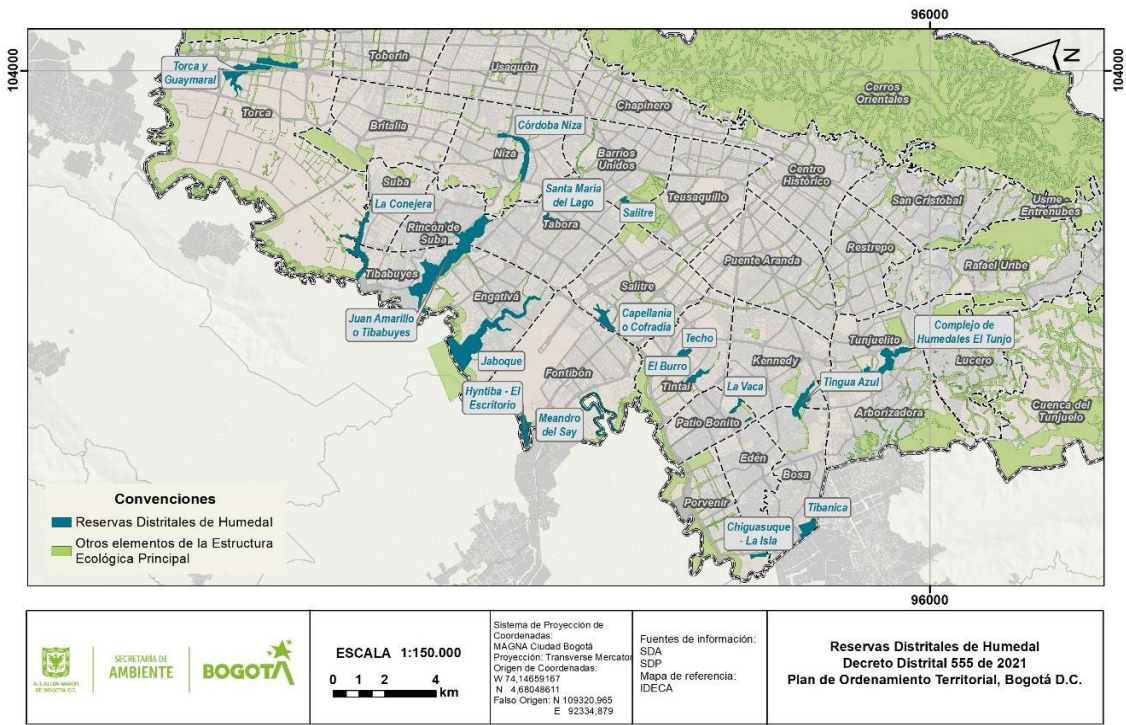 96000
104000
104000
N
Torca y
Guaymaral
Toberín
Usaquén
Cerros
Orientales
Torca
Britalia
Chapinero
Córdoba Niza
Niza
Barrios
Unidos
Centro
Histórico
Suba
La Conejera
Santa María
del Lago
Salitre
Teusaquillo
San Cristóbal
Usme -
Entrenubes
Rincón de
Suba
Tabora
Restrepo
Rafael Uribe
Tibabuyes
Puente Aranda
Engativá
Salitre
Juan Amarillo
o Tibabuyes
Capellanía
o Cofradía
Techo
Tunjuelito
Complejo de
Humedales El Tunjo
Jaboque
Fontibón
El Burro
Tintal
Kennedy
Lucero
Hyntiba - El
Escritorio
Meandro
del Say
La Vaca
Tingua Azul
Patio Bonito
Arborizadora
Cuenca del
Tunjuelo
Edén
Bosa
Porvenir
Tibanica
Chiguasuque
- La Isla
Convenciones
Reservas Distritales de Humedal
Otros elementos de la Estructura
Ecológica Principal
96000
ALCALDÍA MAYOR
DE BOGOTÁ D.C.
SECRETARÍA DE
AMBIENTE
BOGOTÁ
ESCALA 1:150.000
0 1 2 4
km
Sistema de Proyección de
Coordenadas:
MAGNA Ciudad Bogotá
Proyección: Transverse Mercator
Origen de Coordenadas:
W 74,14659167
N 4,68048611
Falso Origen: N 109320,965
E 92334,879
Fuentes de información:
SDA
SDP
Mapa de referencia:
IDECA
Reservas Distritales de Humedal
Decreto Distrital 555 de 2021
Plan de Ordenamiento Territorial, Bogotá D.C.